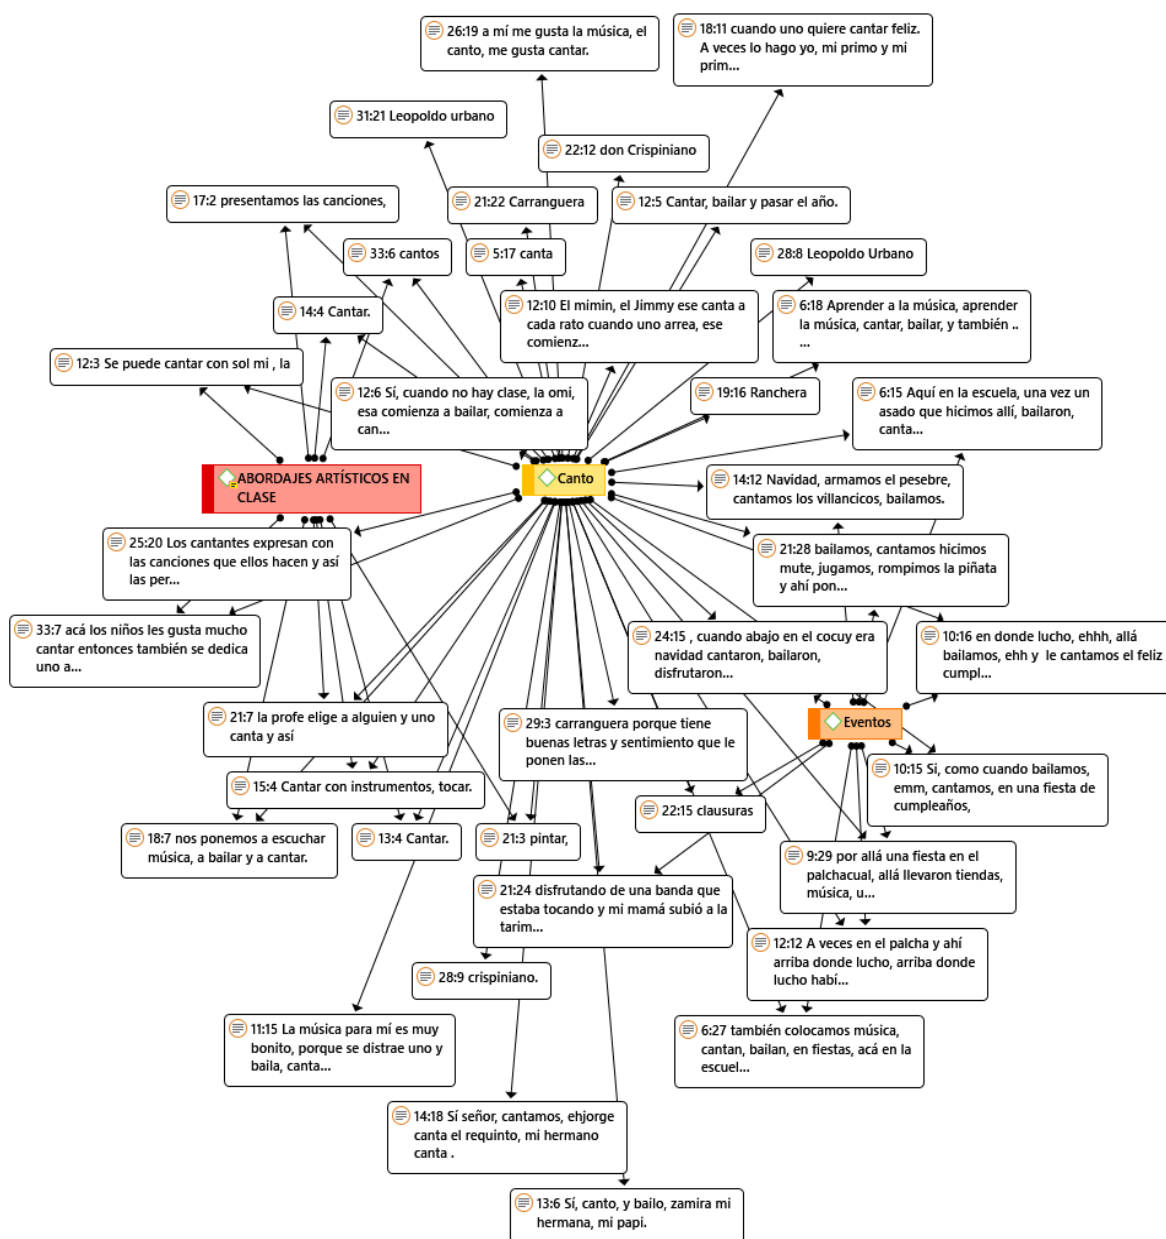 26:19 a mí me gusta la música, el
canto, me gusta cantar.
18:11 cuando uno quiere cantar feliz.
A veces lo hago yo, mi primo y mi
prim...
31:21 Leopoldo urbano
22:12 don Crispiniano
17:2 presentamos las canciones,
21:22 Carranguera
12:5 Cantar, bailar y pasar el año.
33:6 cantos
5:17 canta
28:8 Leopoldo Urbano
14:4 Cantar.
12:10 El mimin, el Jimmy ese canta a
cada rato cuando uno arrea, ese
comienz...
6:18 Aprender a la música, aprender
la música, cantar, bailar, y también ..
...
12:3 Se puede cantar con sol mi , la
12:6 Sí, cuando no hay clase, la omi,
esa comienza a bailar, comienza a
can...
19:16 Ranchera
6:15 Aquí en la escuela, una vez un
asado que hicimos allí, bailaron,
canta...
ABORDAJES ARTÍSTICOS EN
CLASE
Canto
14:12 Navidad, armamos el pesebre,
cantamos los villancicos, bailamos.
25:20 Los cantantes expresan con
las canciones que ellos hacen y así
las per...
21:28 bailamos, cantamos hicimos
mute, jugamos, rompimos la piñata
y ahí pon...
33:7 acá los niños les gusta mucho
cantar entonces también se dedica
uno a...
24:15 , cuando abajo en el cocuy era
navidad cantaron, bailaron,
disfrutaron...
10:16 en donde lucho, ehhh, allá
bailamos, ehh y le cantamos el feliz
cumpl...
21:7 la profe elige a alguien y uno
canta y así
29:3 carranguera porque tiene
buenas letras y sentimiento que le
ponen las...
Eventos
15:4 Cantar con instrumentos, tocar.
10:15 Si, como cuando bailamos,
emm, cantamos, en una fiesta de
cumpleaños,
22:15 clausuras
18:7 nos ponemos a escuchar
música, a bailar y a cantar.
13:4 Cantar.
21:3 pintar,
9:29 por allá una fiesta en el
palchacual, allá llevaron tiendas,
música, u...
21:24 disfrutando de una banda que
estaba tocando y mi mamá subió a la
tarim...
12:12 A veces en el palcha y ahí
arriba donde lucho, arriba donde
lucho habí...
28:9 crispiniano.
11:15 La música para mí es muy
bonito, porque se distrae uno y
baila, canta...
6:27 también colocamos música,
cantan, bailan, en fiestas, acá en la
escuel...
14:18 Sí señor, cantamos, ehjorge
canta el requinto, mi hermano
canta .
13:6 Sí, canto, y bailo, zamira mi
hermana, mi papi.